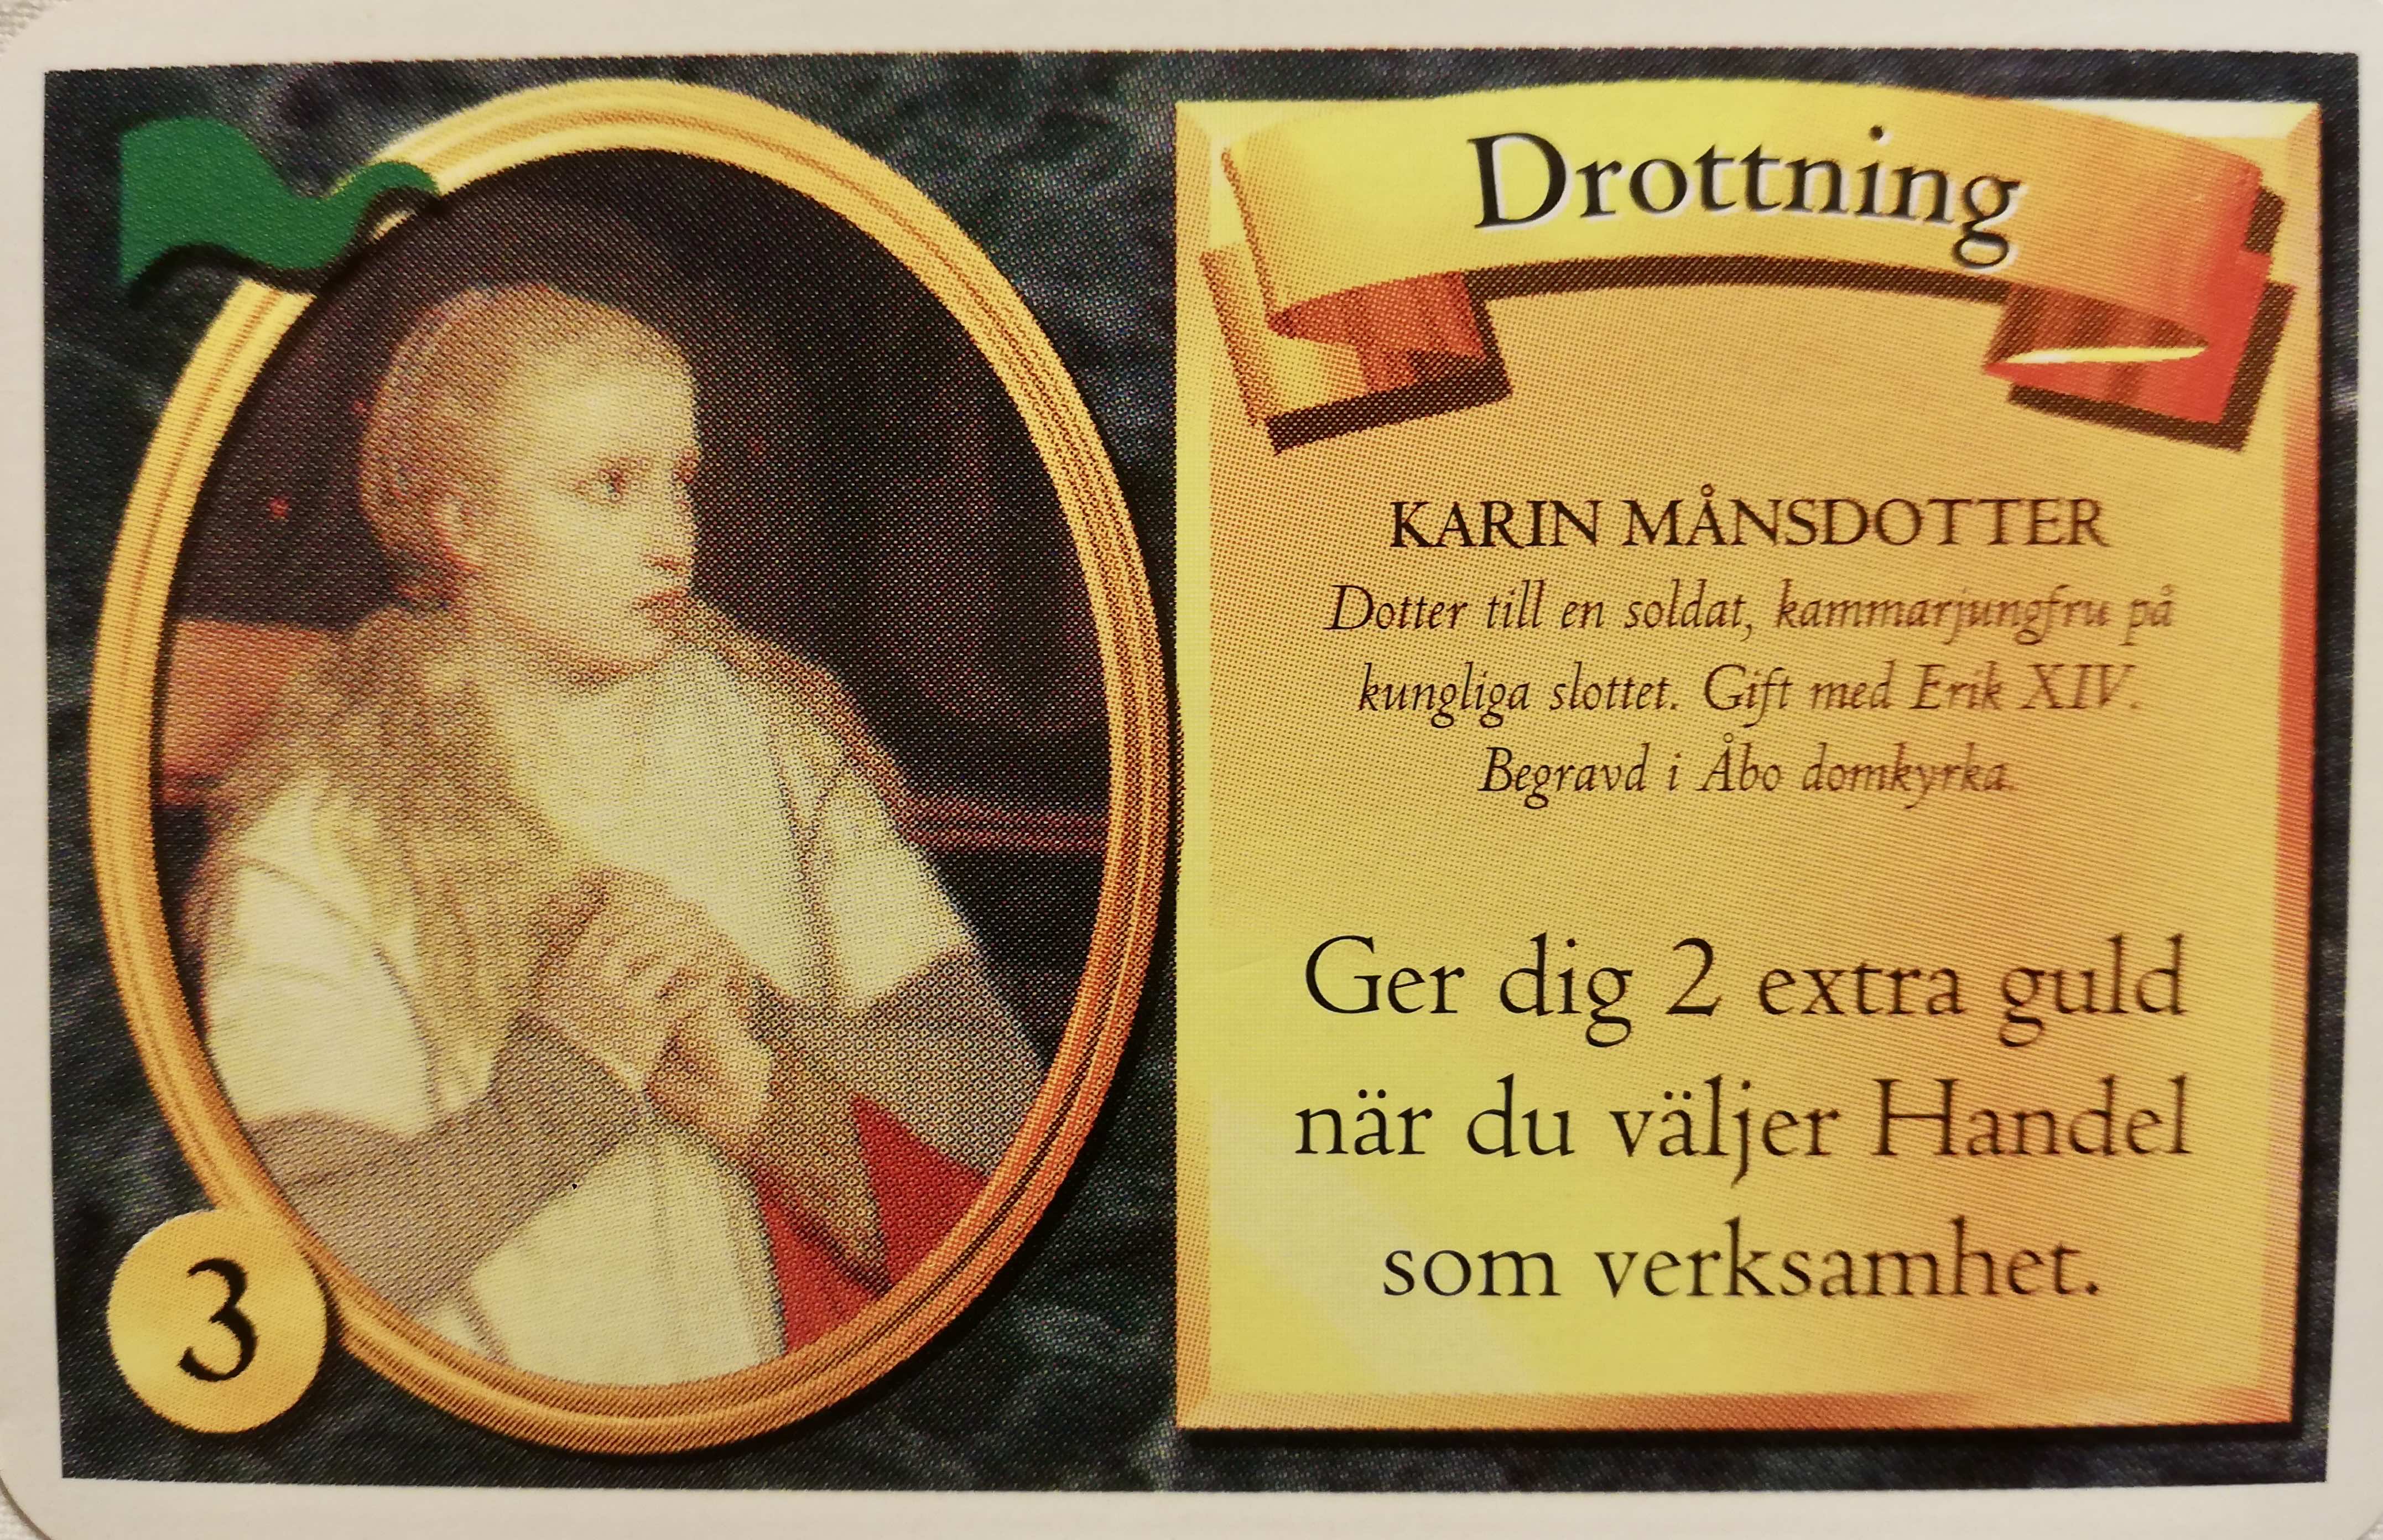 Drottning
KARIN MÅNSDOTTER
Dotter till en soldat, kammarjungfru på
kungliga slottet. Gift med Erik XIV.
Begravd i Åbo domkyrka.
Ger dig 2 extra guld
när du väljer Handel
som verksamhet.
3